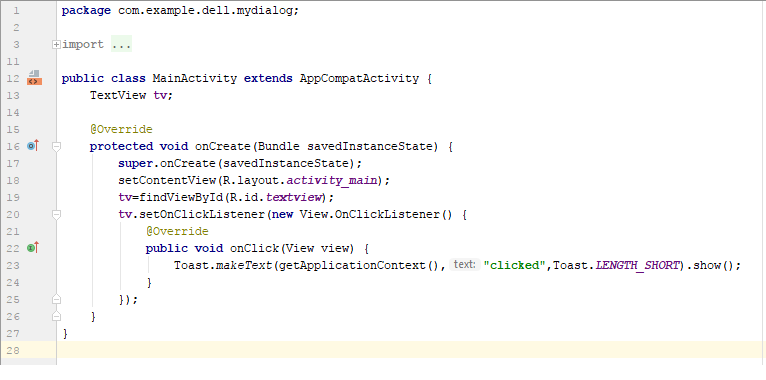 1 package com.example.dell.mydialog;
2
3 import ...
11
12 public class MainActivity extends AppCompatActivity {
13     TextView tv;
14
15     @Override
16     protected void onCreate(Bundle savedInstanceState) {
17         super.onCreate(savedInstanceState);
18         setContentView(R.layout.activity_main);
19         tv=findViewById(R.id.textview);
20         tv.setOnClickListener(new View.OnClickListener() {
21             @Override
22             public void onClick(View view) {
23                 Toast.makeText(getApplicationContext(), text: "clicked",Toast.LENGTH_SHORT).show();
24             }
25         });
26     }
27 }
28